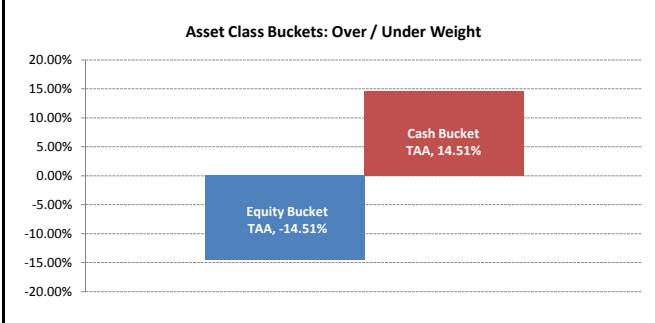 Asset Class Buckets: Over / Under Weight
20.00%
15.00%
10.00%
5.00%
0.00%
-5.00%
-10.00%
-15.00%
-20.00%
Cash Bucket
TAA, 14.51%
Equity Bucket
TAA, -14.51%